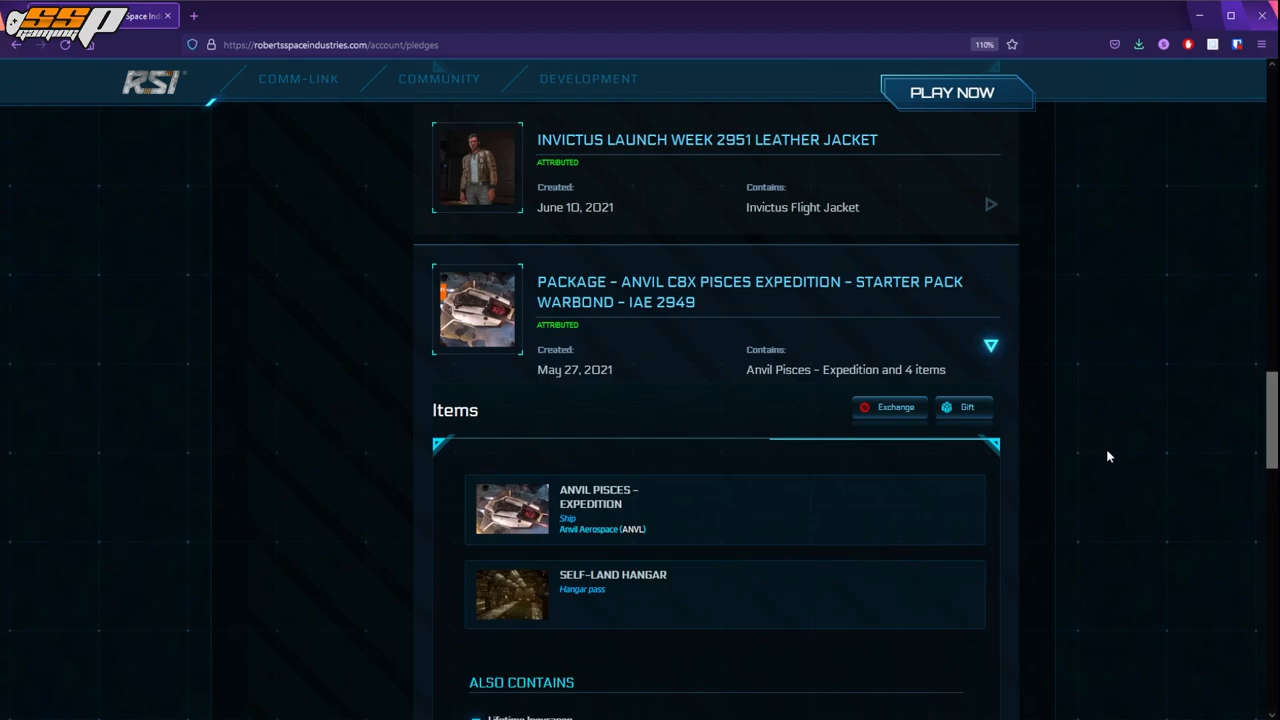 SSP
GAMING
Space Ind
https://robertsspaceindustries.com/account/pledges
110%
RSI
COMM-LINK
COMMUNITY
DEVELOPMENT
PLAY NOW
INVICTUS LAUNCH WEEK 2951 LEATHER JACKET
ATTRIBUTED
Created:
Contains:
June 10, 2021
Invictus Flight Jacket
PACKAGE - ANVIL C8X PISCES EXPEDITION - STARTER PACK
WARBOND - IAE 2949
ATTRIBUTED
Created:
Contains:
May 27, 2021
Anvil Pisces - Expedition and 4 items
Items
Exchange
Gift
ANVIL PISCES -
EXPEDITION
Ship
Anvil Aerospace (ANVL)
SELF-LAND HANGAR
Hangar pass
ALSO CONTAINS
Lifetime Insurance